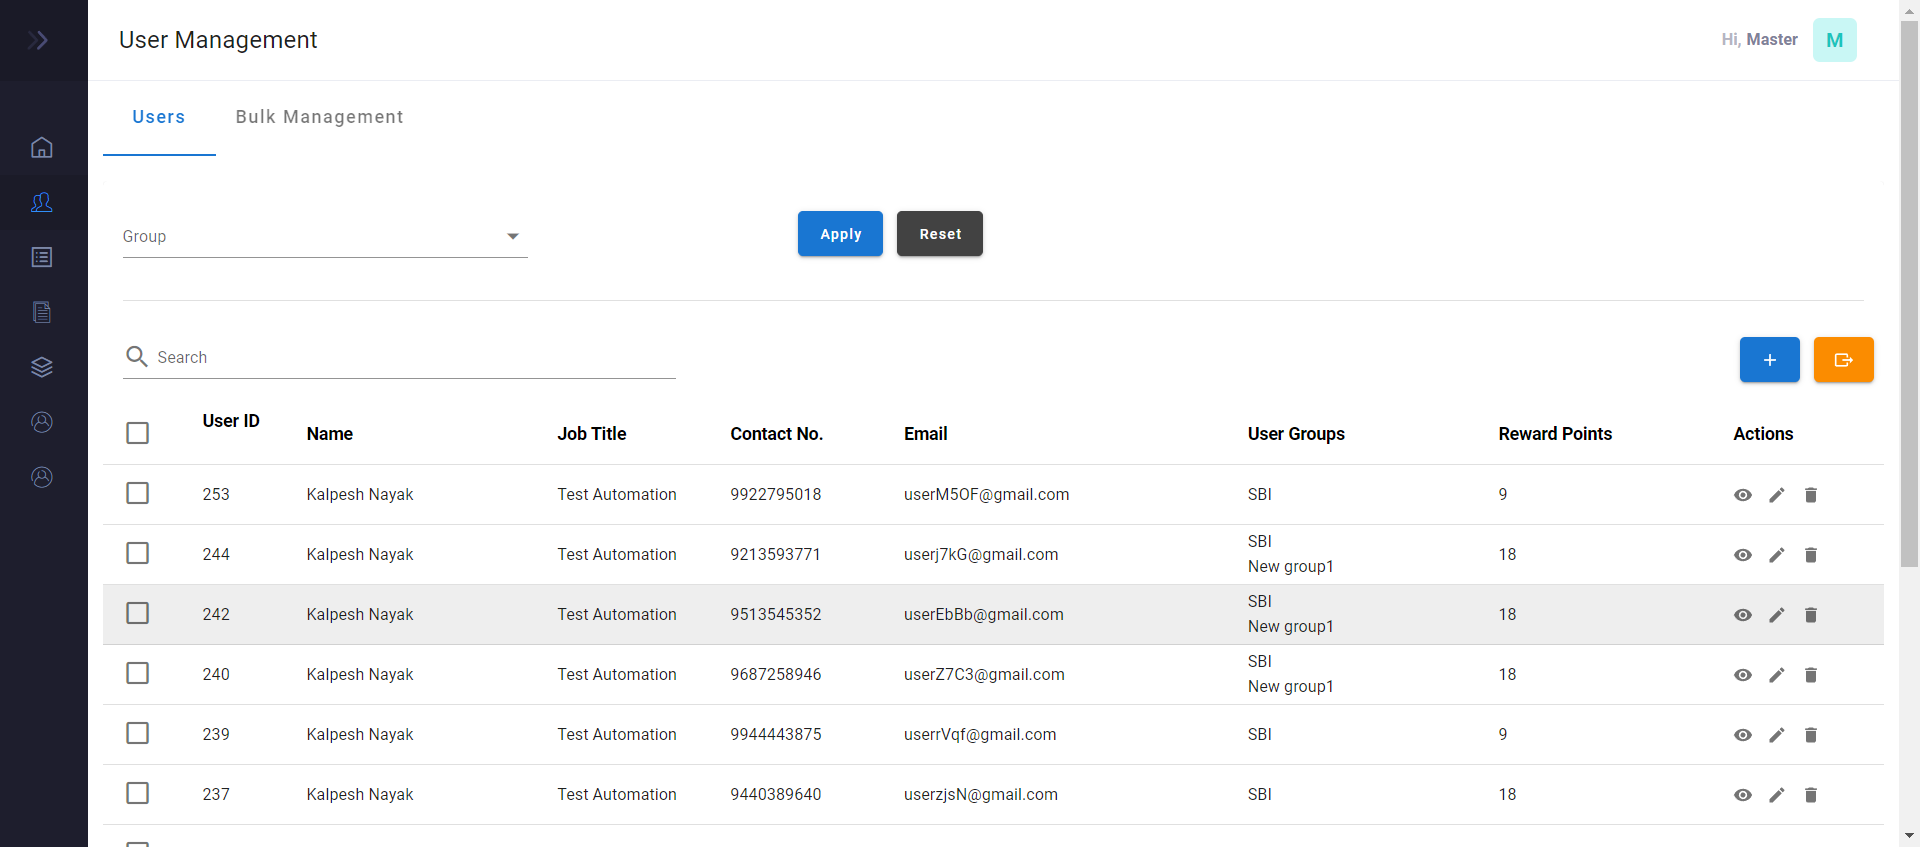 User Management
Hi, Master M
Users Bulk Management
Group Apply Reset
Search
User ID Name Job Title Contact No. Email User Groups Reward Points Actions
253 Kalpesh Nayak Test Automation 9922795018 userM5OF@gmail.com SBI 9
244 Kalpesh Nayak Test Automation 9213593771 userj7kG@gmail.com SBI 18
New group1
242 Kalpesh Nayak Test Automation 9513545352 userEbBb@gmail.com SBI 18
New group1
240 Kalpesh Nayak Test Automation 9687258946 userZ7C3@gmail.com SBI 18
New group1
239 Kalpesh Nayak Test Automation 9944443875 userrVqf@gmail.com SBI 9
237 Kalpesh Nayak Test Automation 9440389640 userzjsN@gmail.com SBI 18